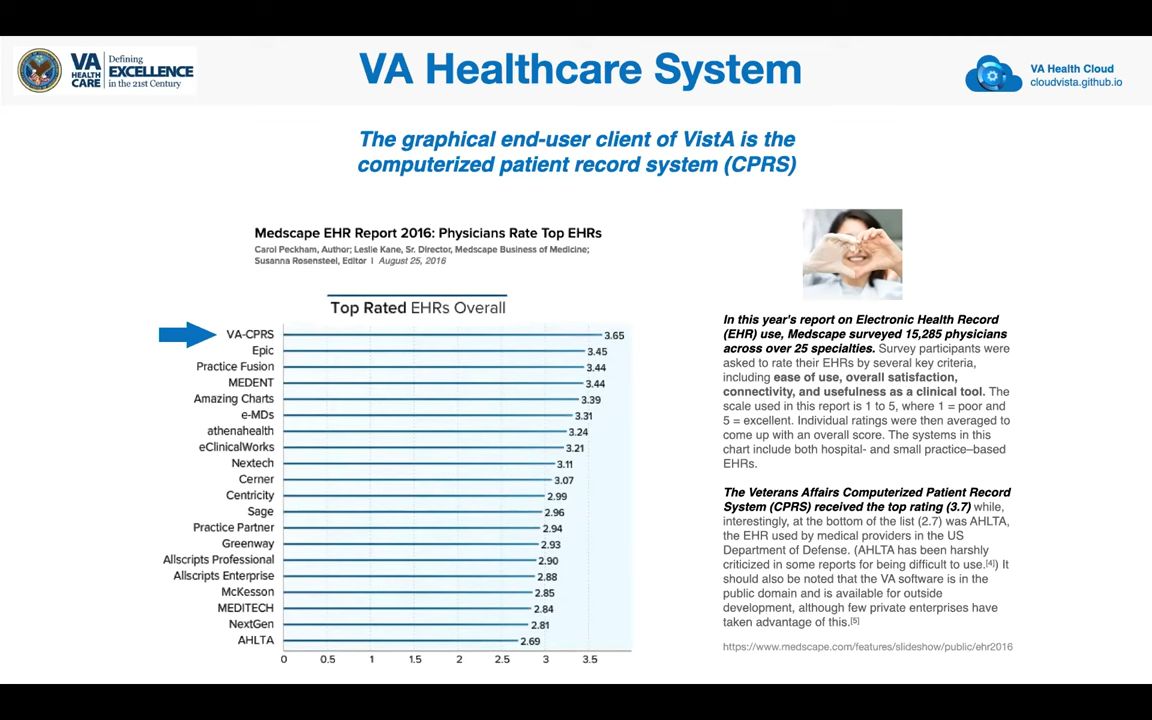 VA
HEALTH
CARE
Defining
EXCELLENCE
in the 21st Century
VA Healthcare System
VA Health Cloud
cloudvista.github.io
The graphical end-user client of VistA is the
computerized patient record system (CPRS)
Medscape EHR Report 2016: Physicians Rate Top EHRs
Carol Peckham, Author; Leslie Kane, Sr. Director, Medscape Business of Medicine;
Susanna Rosensteel, Editor | August 25, 2016
Top Rated EHRs Overall
VA-CPRS 3.65
Epic 3.45
Practice Fusion 3.44
MEDENT 3.44
Amazing Charts 3.39
e-MDs 3.31
athenahealth 3.24
eClinicalWorks 3.21
Nextech 3.11
Cerner 3.07
Centricity 2.99
Sage 2.96
Practice Partner 2.94
Greenway 2.93
Allscripts Professional 2.90
Allscripts Enterprise 2.88
McKesson 2.85
MEDITECH 2.84
NextGen 2.81
AHLTA 2.69
0 0.5 1 1.5 2 2.5 3 3.5
In this year's report on Electronic Health Record
(EHR) use, Medscape surveyed 15,285 physicians
across over 25 specialties. Survey participants were
asked to rate their EHRs by several key criteria,
including ease of use, overall satisfaction,
connectivity, and usefulness as a clinical tool. The
scale used in this report is 1 to 5, where 1 = poor and
5 = excellent. Individual ratings were then averaged to
come up with an overall score. The systems in this
chart include both hospital- and small practice–based
EHRs.
The Veterans Affairs Computerized Patient Record
System (CPRS) received the top rating (3.7) while,
interestingly, at the bottom of the list (2.7) was AHLTA,
the EHR used by medical providers in the US
Department of Defense. (AHLTA has been harshly
criticized in some reports for being difficult to use.[4]) It
should also be noted that the VA software is in the
public domain and is available for outside
development, although few private enterprises have
taken advantage of this.[5]
https://www.medscape.com/features/slideshow/public/ehr2016